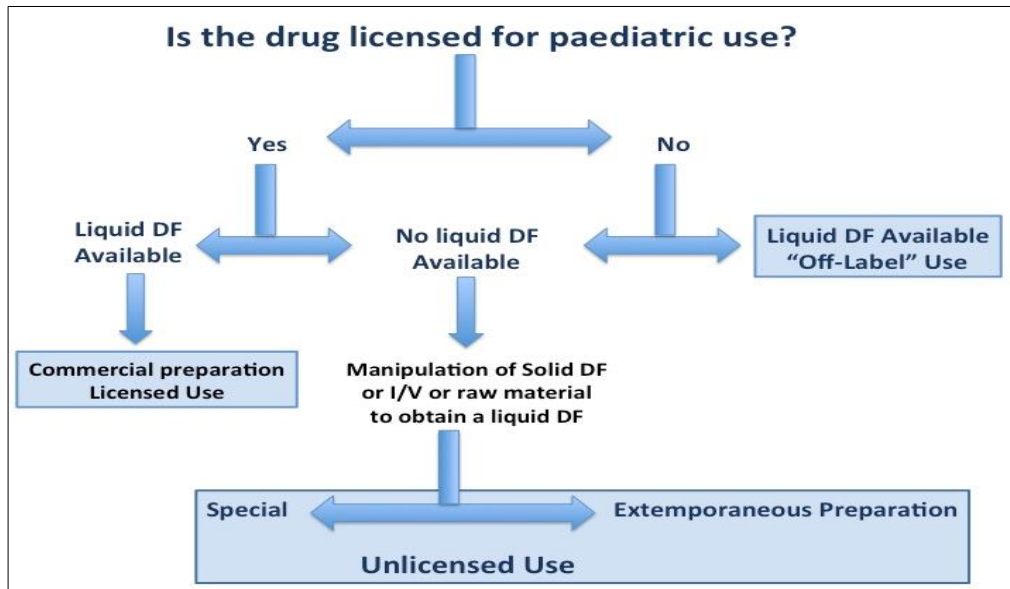 Is the drug licensed for paediatric use?
Yes
No
Liquid DF
Available
No liquid DF
Available
Liquid DF Available
“Off-Label” Use
Commercial preparation
Licensed Use
Manipulation of Solid DF
or I/V or raw material
to obtain a liquid DF
Special
Extemporaneous Preparation
Unlicensed Use